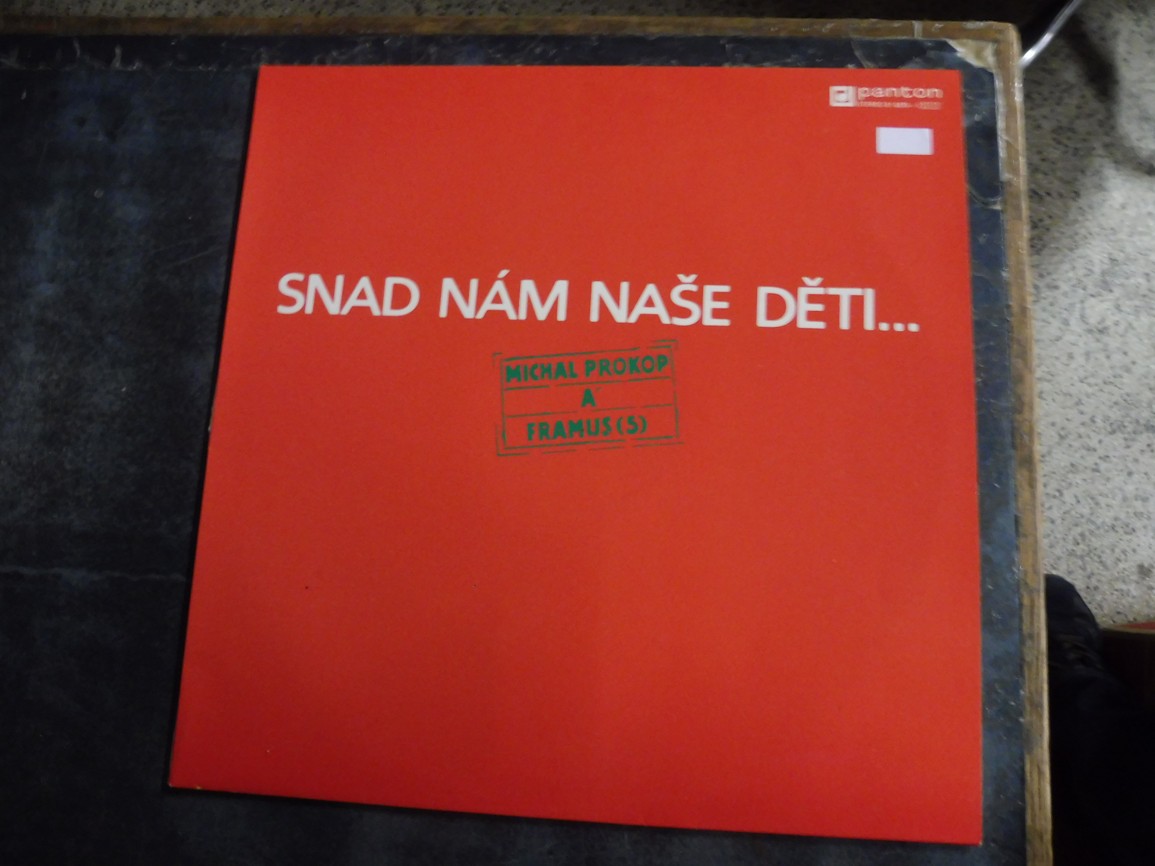 panton
SNAD NÁM NAŠE DĚTI...
MICHAL PROKOP
A
FRAMUS(5)